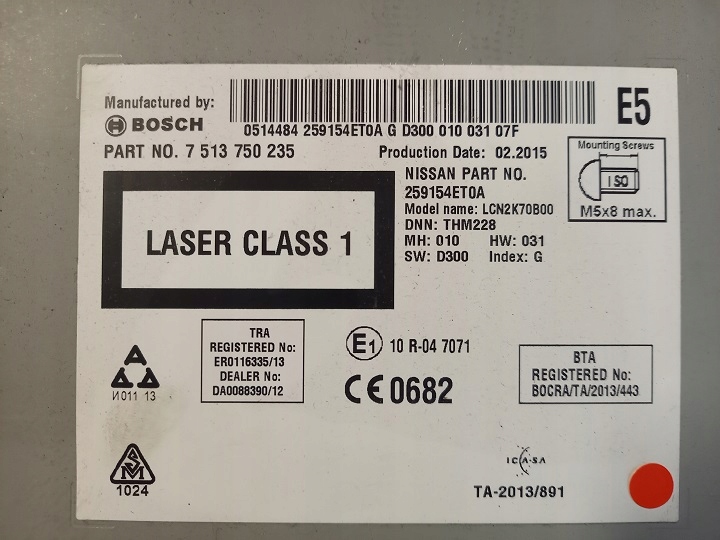 Manufactured by:
BOSCH
0514484 259154ET0A G D300 010 031 07F
E5
PART NO. 7 513 750 235
Production Date: 02.2015
Mounting Screws
ISO
M5x8 max.
NISSAN PART NO.
259154ET0A
Model name: LCN2K70B00
DNN: THM228
MH: 010 HW: 031
SW: D300 Index: G
LASER CLASS 1
TRA
REGISTERED No:
ER0116335/13
DEALER No:
DA0088390/12
E1 10 R-04 7071
CE0682
BTA
REGISTERED No:
BOCRA/TA/2013/443
AAA
И011 13
SM
1024
ICASA
TA-2013/891